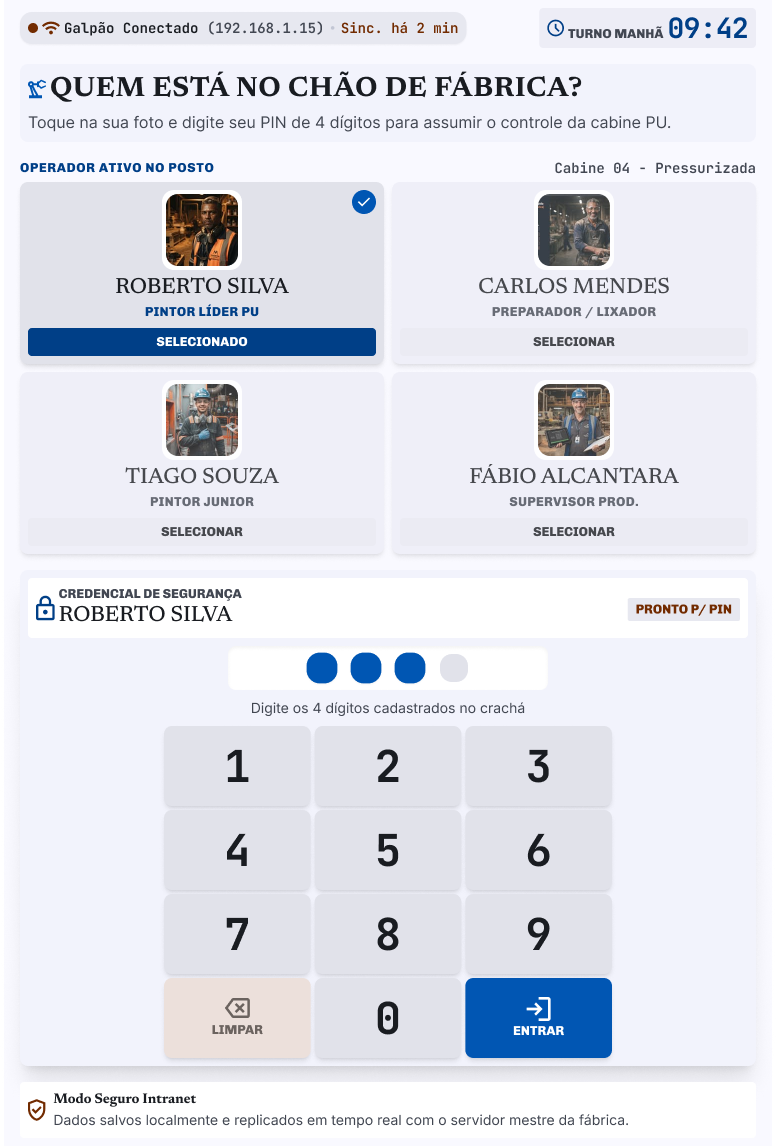 Galpão Conectado (192.168.1.15) • Sinc. há 2 min
TURNO MANHÃ 09:42
QUEM ESTÁ NO CHÃO DE FÁBRICA?
Toque na sua foto e digite seu PIN de 4 dígitos para assumir o controle da cabine PU.
OPERADOR ATIVO NO POSTO
Cabine 04 - Pressurizada
ROBERTO SILVA
PINTOR LÍDER PU
SELECIONADO
CARLOS MENDES
PREPARADOR / LIXADOR
SELECIONAR
TIAGO SOUZA
PINTOR JUNIOR
SELECIONAR
FÁBIO ALCANTARA
SUPERVISOR PROD.
SELECIONAR
CREDENCIAL DE SEGURANÇA
ROBERTO SILVA
PRONTO P/ PIN
Digite os 4 dígitos cadastrados no crachá
1 2 3
4 5 6
7 8 9
LIMPAR 0 ENTRAR
Modo Seguro Intranet
Dados salvos localmente e replicados em tempo real com o servidor mestre da fábrica.